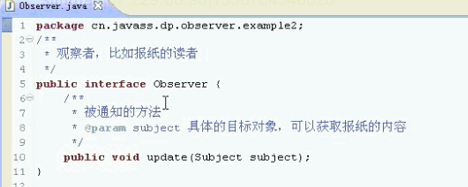 Observer.java
1 package cn.javass.dp.observer.example2;
2 /**
3  * 观察者，比如报纸的读者
4  */
5 public interface Observer {
6     /**
7      * 被通知的方法
8      * @param subject 具体的目标对象，可以获取报纸的内容
9      */
10     public void update(Subject subject);
11 }